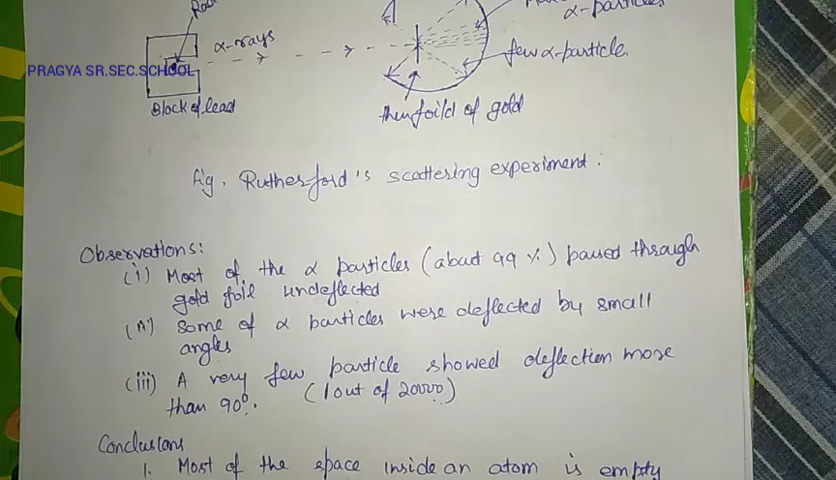 α-particles
α-rays
PRAGYA SR.SEC.SCHOOL
few α-particle.
Block of lead
thin foild of gold
fig. Rutherford's scattering experiment.
Observations:
(i) Most of the α particles (about 99 %) passed through
gold foil undeflected
(ii) Some of α particles were deflected by small
angles
(iii) A very few particle showed deflection more
than 90°. (1 out of 20000)
Conclusions
1. Most of the space inside an atom is empty